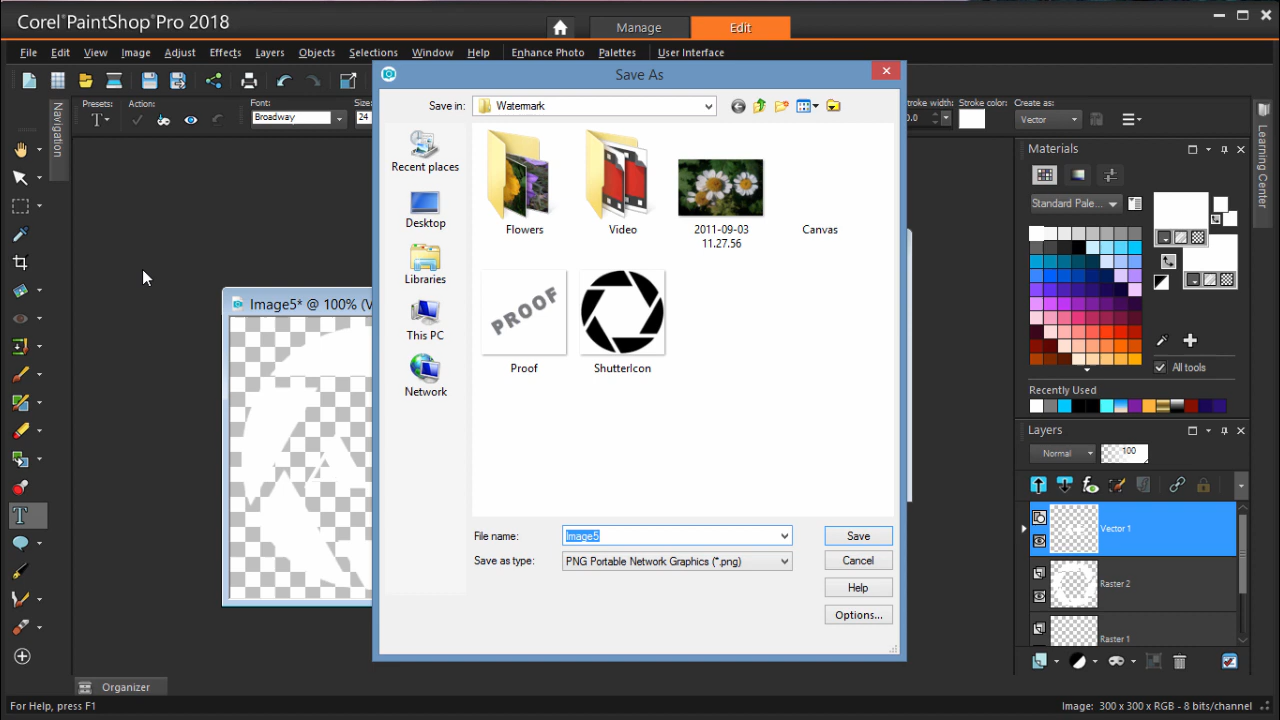 Corel PaintShop Pro 2018
Manage
Edit
File Edit View Image Adjust Effects Layers Objects Selections Window Help Enhance Photo Palettes User Interface
Presets:
T
Action:
Font:
Broadway
Size:
24
Stroke width:
.0
Stroke color:
Create as:
Vector
Navigation
Learning Center
Save As
Save in:
Watermark
Recent places
Desktop
Libraries
This PC
Network
Flowers
Video
2011-09-03
11.27.56
Canvas
PROOF
Proof
ShutterIcon
File name:
Image5
Save
Save as type:
PNG Portable Network Graphics (*.png)
Cancel
Help
Options...
Image5* @ 100% (V
Materials
Standard Pale...
All tools
Recently Used
Layers
Normal
100
Vector 1
Raster 2
Raster 1
Organizer
For Help, press F1
Image: 300 x 300 x RGB - 8 bits/channel